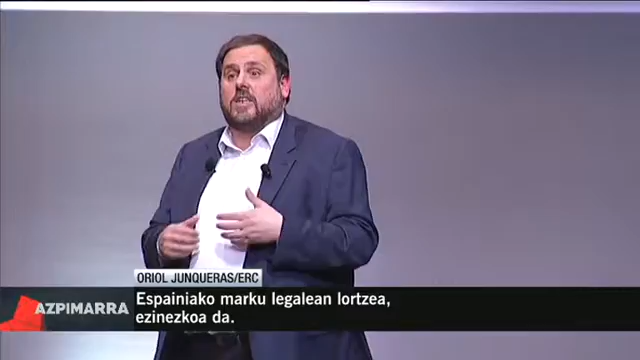 ORIOL JUNQUERAS/ERC
AZPIMARRA
Espainiako marku legalean lortzea,
ezinezkoa da.